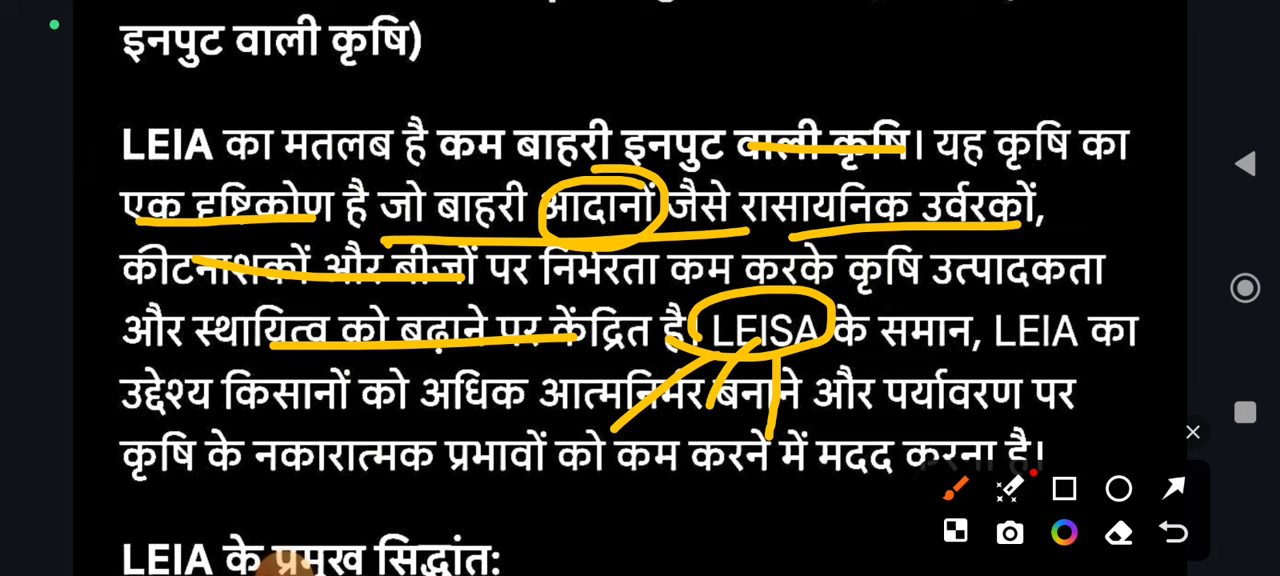 इनपुट वाली कृषि)
LEIA का मतलब है कम बाहरी इनपुट वाली कृषि। यह कृषि का
एक दृष्टिकोण है जो बाहरी आदानों जैसे रासायनिक उर्वरकों,
कीटनाशकों और बीजों पर निर्भरता कम करके कृषि उत्पादकता
और स्थायित्व को बढ़ाने पर केंद्रित है। LEISA के समान, LEIA का
उद्देश्य किसानों को अधिक आत्मनिर्भर बनाने और पर्यावरण पर
कृषि के नकारात्मक प्रभावों को कम करने में मदद करना है।
LEIA के प्रमुख सिद्धांत: